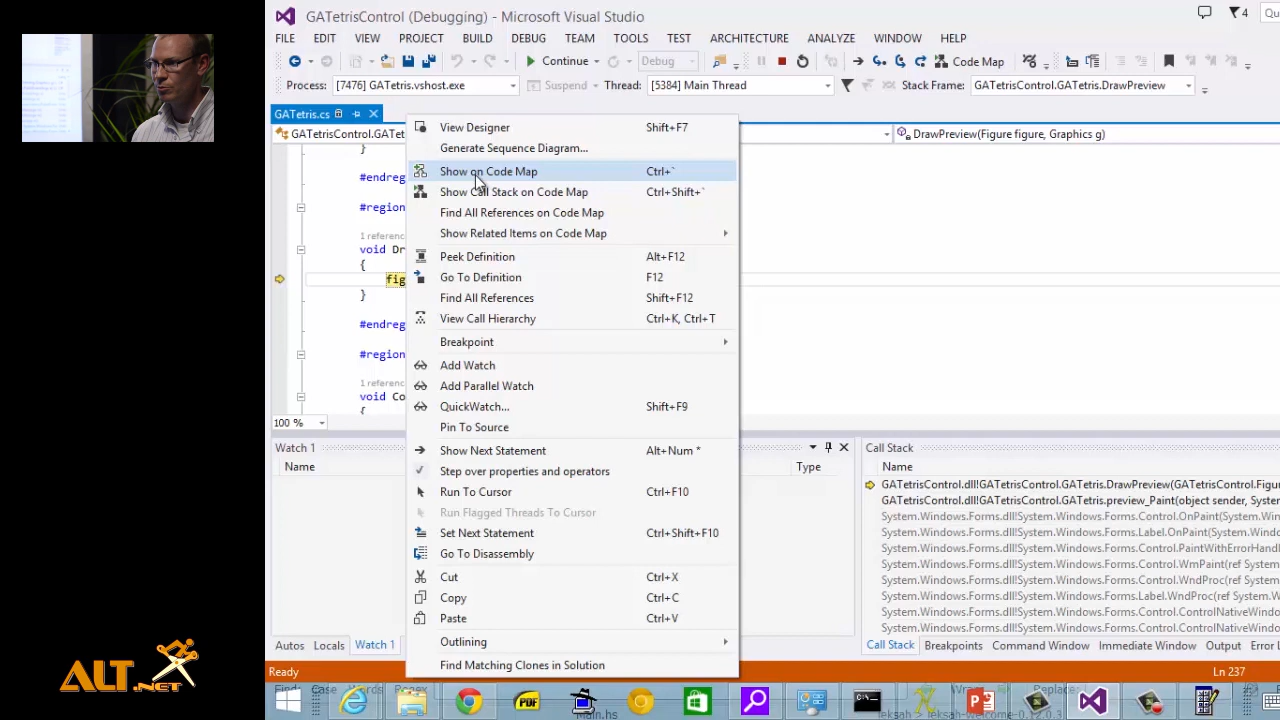 GATetrisControl (Debugging) - Microsoft Visual Studio
4
Qu
FILE EDIT VIEW PROJECT DEBUG TEAM TOOLS ARCHITECTURE ANALYZE WINDOW HELP
Continue
Debug
Code Map
Process: [7476] GATetris.vshost.exe
Suspend
Thread: [5384] Main Thread
Stack Frame: GATetrisControl.GATetris.DrawPreview
GATetris.cs
DrawPreview(Figure figure, Graphics g)
View Designer Shift+F7
Generate Sequence Diagram...
Show on Code Map Ctrl+`
Show Call Stack on Code Map Ctrl+Shift+`
Find All References on Code Map
Show Related Items on Code Map
Peek Definition Alt+F12
Go To Definition F12
Find All References Shift+F12
View Call Hierarchy Ctrl+K, Ctrl+T
Breakpoint
Add Watch
Add Parallel Watch
QuickWatch... Shift+F9
Pin To Source
Show Next Statement Alt+Num *
Step over properties and operators
Run To Cursor Ctrl+F10
Run Flagged Threads To Cursor
Set Next Statement Ctrl+Shift+F10
Go To Disassembly
Cut Ctrl+X
Copy Ctrl+C
Paste Ctrl+V
Outlining
Find Matching Clones in Solution
}
#endreg
#region
1 referenc
void Dr
{
fig
}
#endreg
#region
1 referenc
void Co
{
100 %
Watch 1
Name
Type
Call Stack
Name
GATetrisControl.dll!GATetrisControl.GATetris.DrawPreview(GATetrisControl.Figu
GATetrisControl.dll!GATetrisControl.GATetris.preview_Paint(object sender, System
System.Windows.Forms.dll!System.Windows.Forms.Control.OnPaint(System.Win
System.Windows.Forms.dll!System.Windows.Forms.Label.OnPaint(System.Windo
System.Windows.Forms.dll!System.Windows.Forms.Control.PaintWithErrorHandl
System.Windows.Forms.dll!System.Windows.Forms.Control.WmPaint(ref System
System.Windows.Forms.dll!System.Windows.Forms.Control.WndProc(ref System
System.Windows.Forms.dll!System.Windows.Forms.Label.WndProc(ref System.W
System.Windows.Forms.dll!System.Windows.Forms.Control.ControlNativeWindo
System.Windows.Forms.dll!System.Windows.Forms.Control.ControlNativeWindo
Autos Locals Watch 1
Call Stack Breakpoints Command Window Immediate Window Output Error
Ready
Ln 237
ALT.NET
PDF